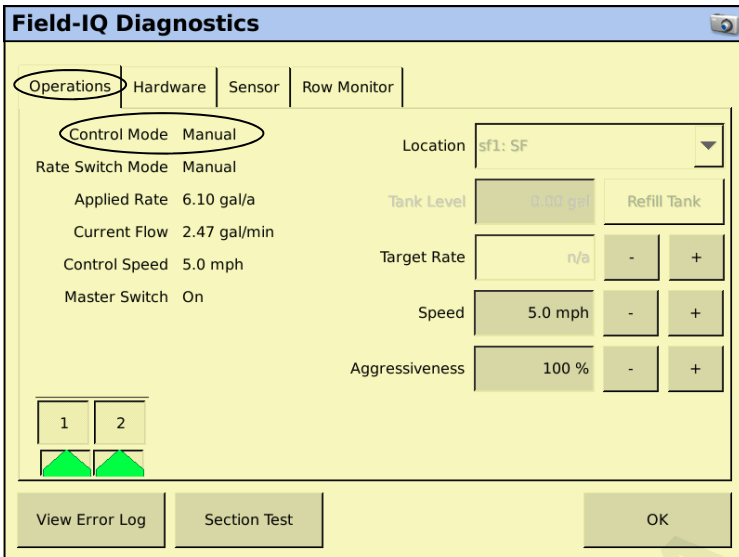 Field-IQ Diagnostics
Operations Hardware Sensor Row Monitor
Control Mode Manual
Rate Switch Mode Manual
Applied Rate 6.10 gal/a
Current Flow 2.47 gal/min
Control Speed 5.0 mph
Master Switch On
Location sf1: SF
Tank Level 0.00 gal Refill Tank
Target Rate n/a - +
Speed 5.0 mph - +
Aggressiveness 100 % - +
1 2
View Error Log Section Test OK